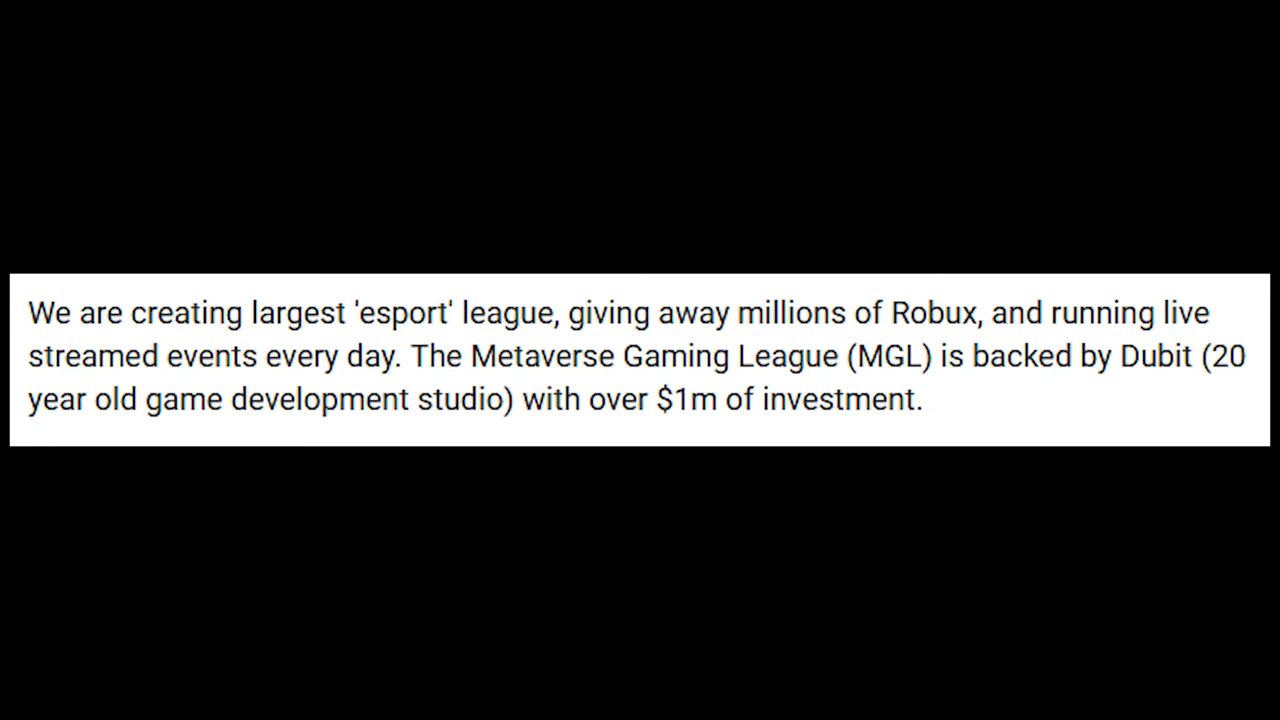 We are creating largest 'esport' league, giving away millions of Robux, and running live
streamed events every day. The Metaverse Gaming League (MGL) is backed by Dubit (20
year old game development studio) with over $1m of investment.